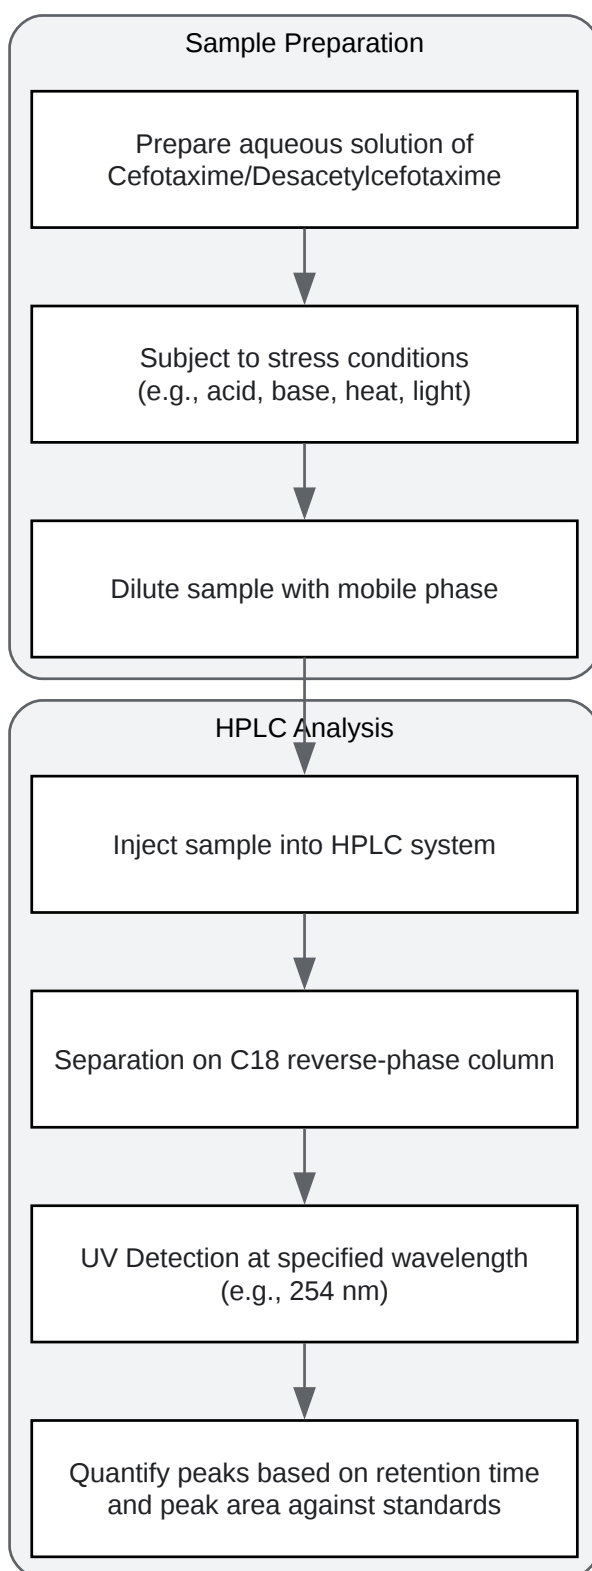 Sample Preparation
Prepare aqueous solution of
Cefotaxime/Desacetylcefotaxime
Subject to stress conditions
(e.g., acid, base, heat, light)
Dilute sample with mobile phase
HPLC Analysis
Inject sample into HPLC system
Separation on C18 reverse-phase column
UV Detection at specified wavelength
(e.g., 254 nm)
Quantify peaks based on retention time
and peak area against standards